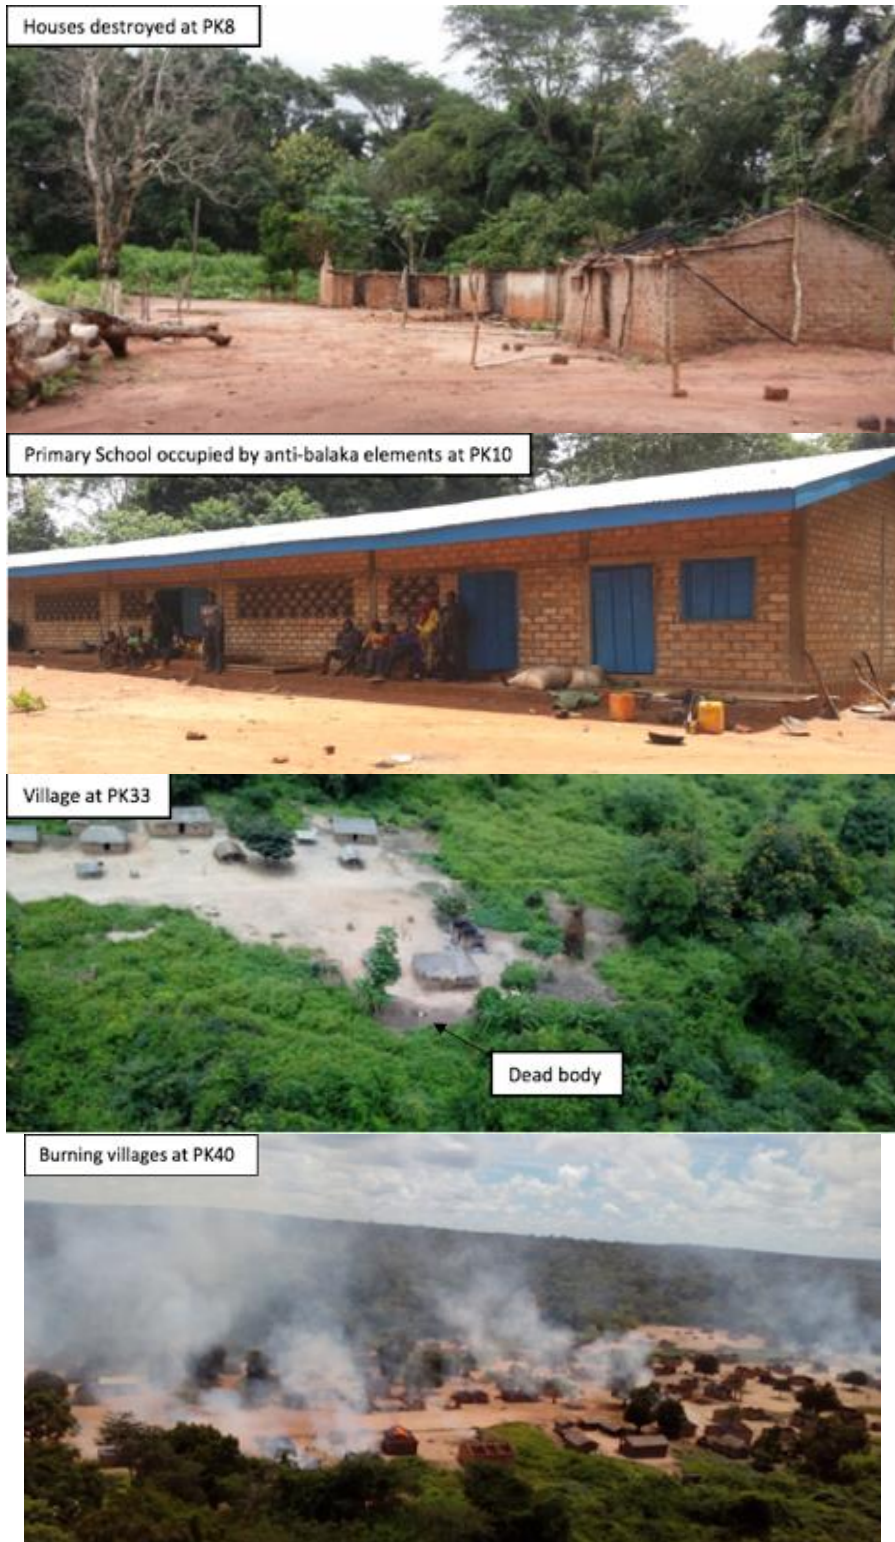 Houses destroyed at PK8
Primary School occupied by anti-balaka elements at PK10
Village at PK33
Dead body
Burning villages at PK40